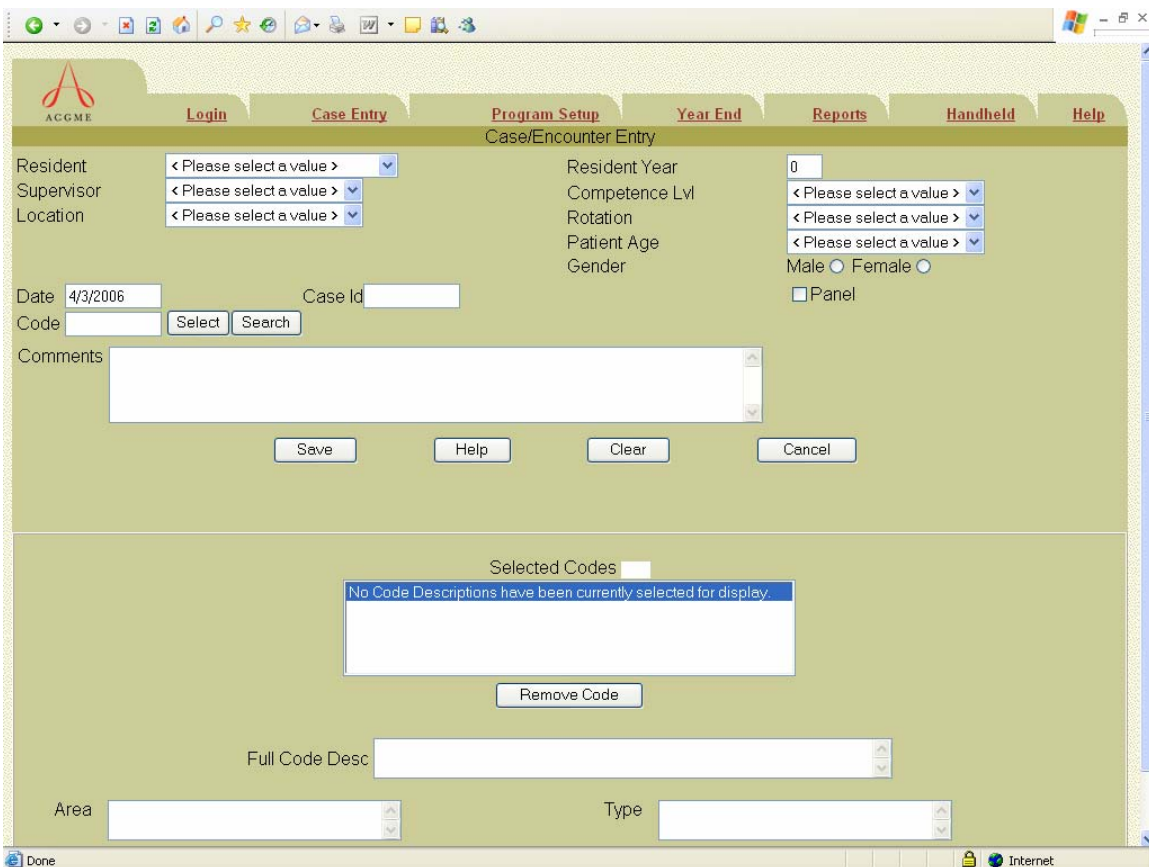 ACGME
Login Case Entry Program Setup Year End Reports Handheld Help
Case/Encounter Entry
Resident < Please select a value > Resident Year 0
Supervisor < Please select a value > Competence Lvl < Please select a value >
Location < Please select a value > Rotation < Please select a value >
Patient Age < Please select a value >
Gender Male Female
Date 4/3/2006 Case Id Panel
Code Select Search
Comments
Save Help Clear Cancel
Selected Codes
No Code Descriptions have been currently selected for display.
Remove Code
Full Code Desc
Area Type
Done Internet